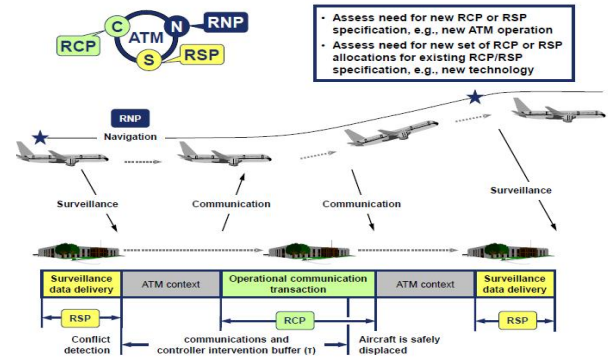 C
ATM
N
S
RNP
RCP
RSP
• Assess need for new RCP or RSP
specification, e.g., new ATM operation
• Assess need for new set of RCP or RSP
allocations for existing RCP/RSP
specification, e.g., new technology
RNP
Navigation
Surveillance
Communication
Communication
Surveillance
Surveillance
data delivery
ATM context
Operational communication
transaction
ATM context
Surveillance
data delivery
RSP
RCP
RSP
Conflict
detection
communications and
controller intervention buffer (τ)
Aircraft is safely
displaced